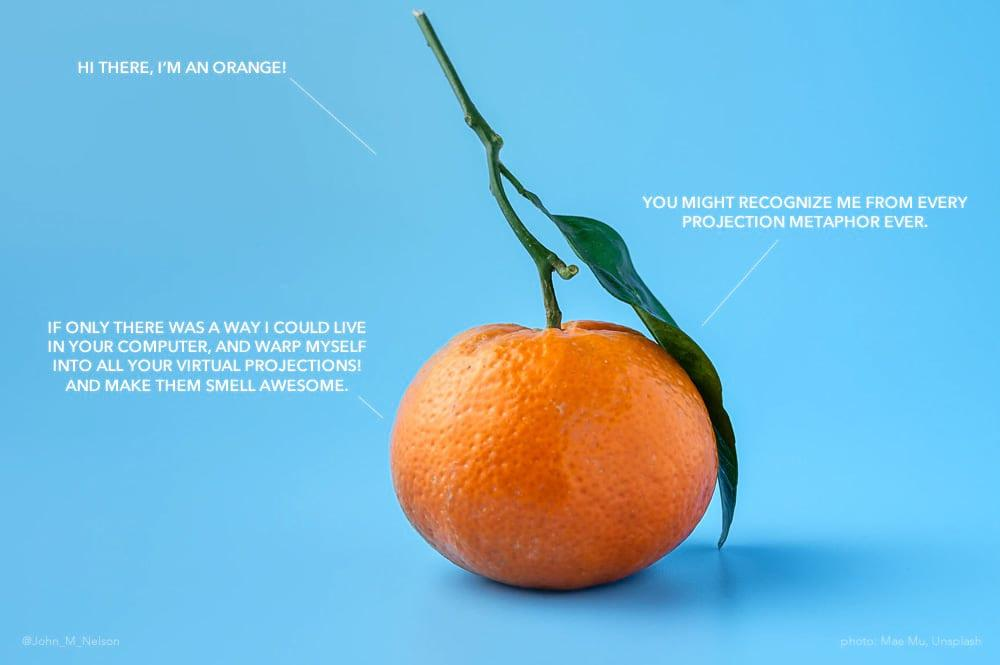 HI THERE, I'M AN ORANGE!
YOU MIGHT RECOGNIZE ME FROM EVERY
PROJECTION METAPHOR EVER.
IF ONLY THERE WAS A WAY I COULD LIVE
IN YOUR COMPUTER, AND WARP MYSELF
INTO ALL YOUR VIRTUAL PROJECTIONS!
AND MAKE THEM SMELL AWESOME.
@John_M_Nelson
photo: Mae Mu, Unsplash